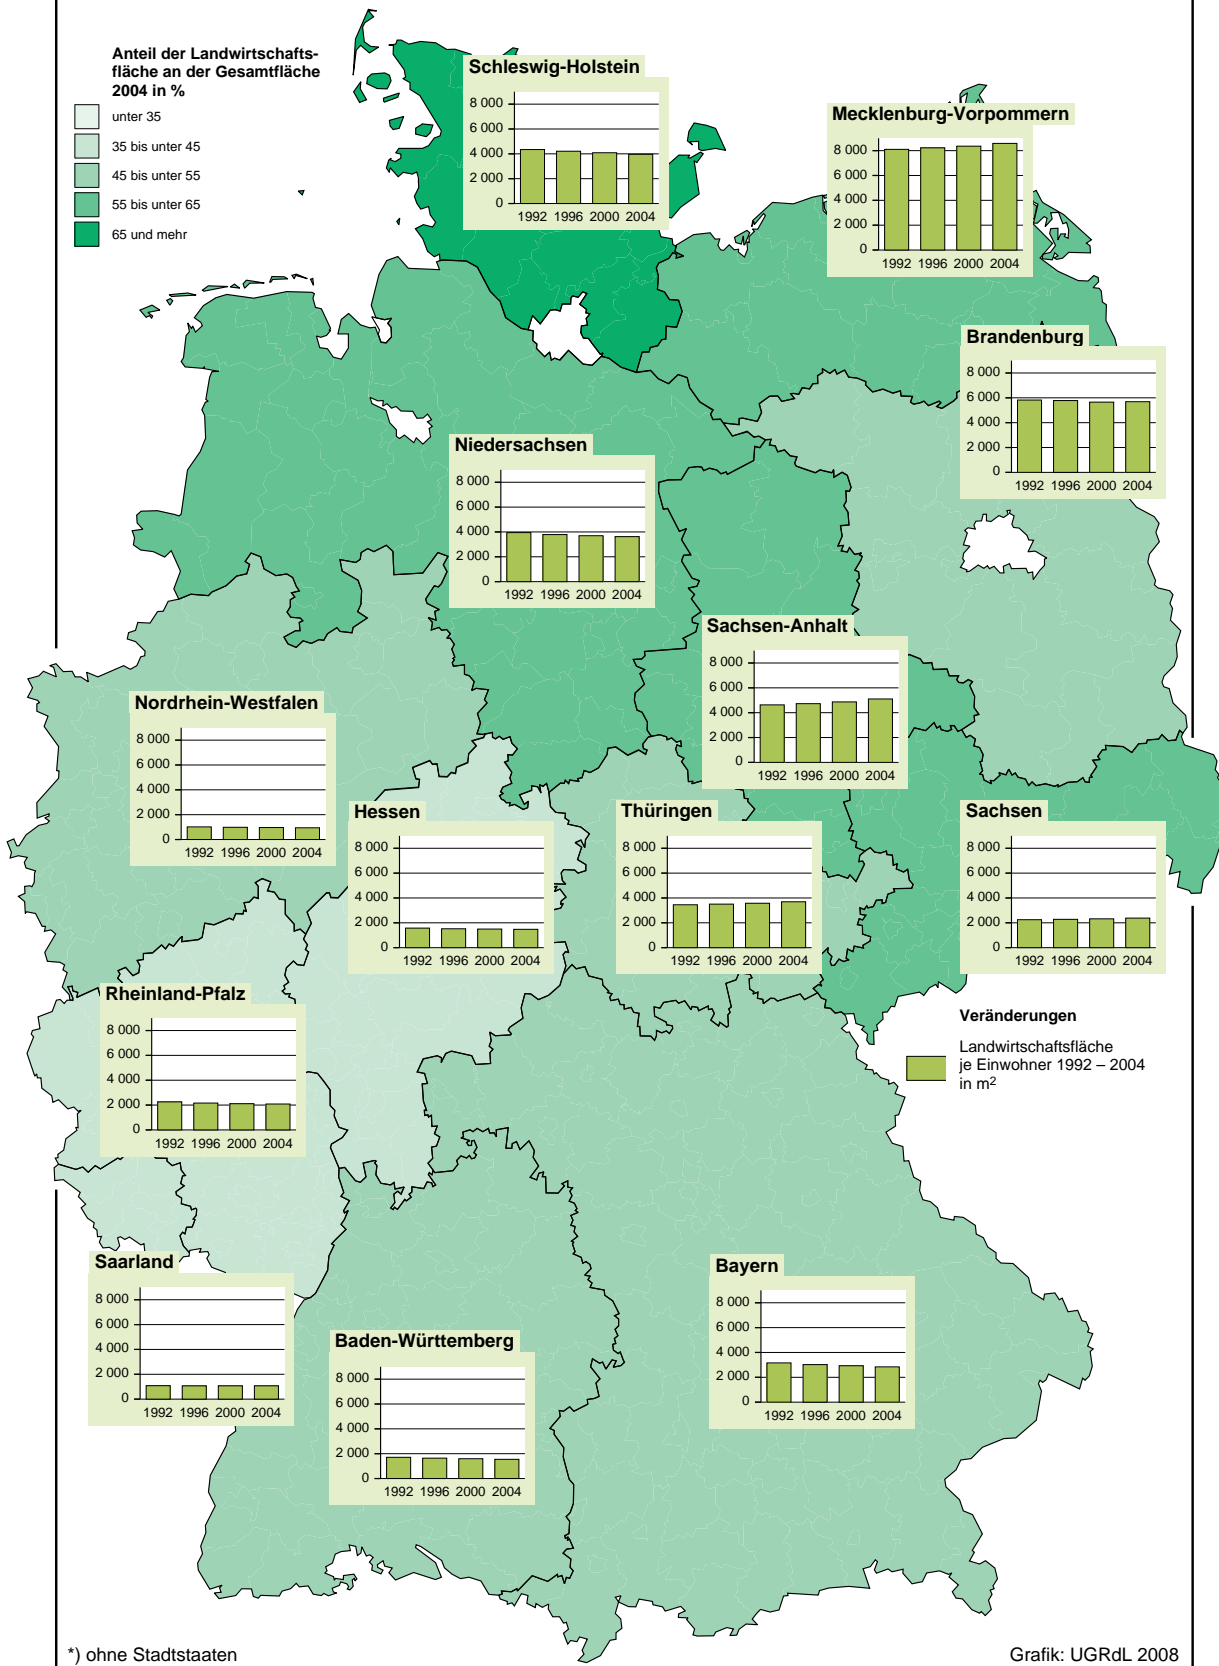 Anteil der Landwirtschafts-
fläche an der Gesamtfläche
2004 in %
unter 35
35 bis unter 45
45 bis unter 55
55 bis unter 65
65 und mehr
Schleswig-Holstein
8 000
6 000
4 000
2 000
0
1992 1996 2000 2004
Mecklenburg-Vorpommern
8 000
6 000
4 000
2 000
0
1992 1996 2000 2004
Brandenburg
8 000
6 000
4 000
2 000
0
1992 1996 2000 2004
Niedersachsen
8 000
6 000
4 000
2 000
0
1992 1996 2000 2004
Sachsen-Anhalt
8 000
6 000
4 000
2 000
0
1992 1996 2000 2004
Nordrhein-Westfalen
8 000
6 000
4 000
2 000
0
1992 1996 2000 2004
Hessen
8 000
6 000
4 000
2 000
0
1992 1996 2000 2004
Thüringen
8 000
6 000
4 000
2 000
0
1992 1996 2000 2004
Sachsen
8 000
6 000
4 000
2 000
0
1992 1996 2000 2004
Rheinland-Pfalz
8 000
6 000
4 000
2 000
0
1992 1996 2000 2004
Veränderungen
Landwirtschaftsfläche
je Einwohner 1992 – 2004
in m²
Saarland
8 000
6 000
4 000
2 000
0
1992 1996 2000 2004
Bayern
8 000
6 000
4 000
2 000
0
1992 1996 2000 2004
Baden-Württemberg
8 000
6 000
4 000
2 000
0
1992 1996 2000 2004
*) ohne Stadtstaaten
Grafik: UGRdL 2008